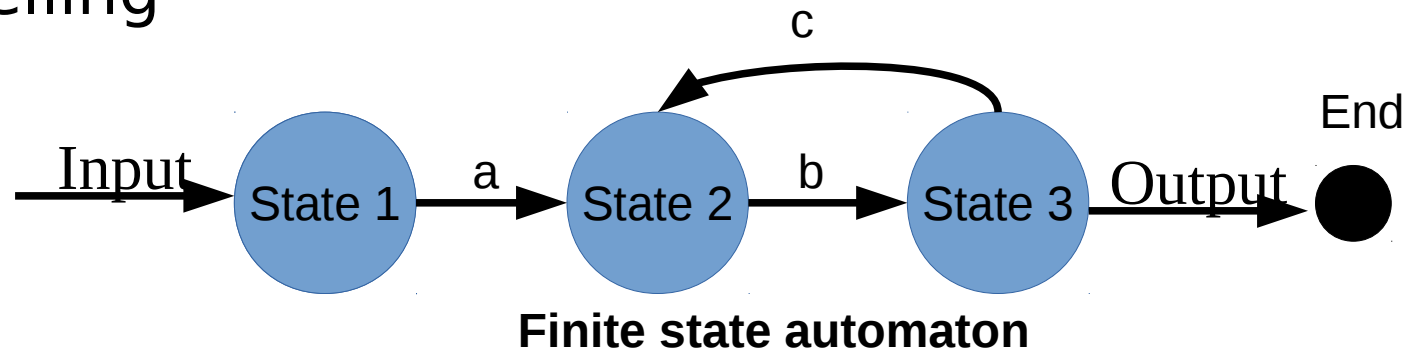 c
End
Input
a
b
Output
State 1
State 2
State 3
Finite state automaton